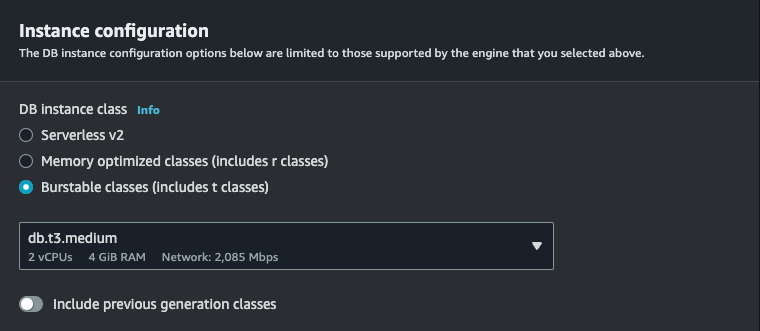 Instance configuration
The DB instance configuration options below are limited to those supported by the engine that you selected above.
DB instance class Info
Serverless v2
Memory optimized classes (includes r classes)
Burstable classes (includes t classes)
db.t3.medium
2 vCPUs 4 GiB RAM Network: 2,085 Mbps
Include previous generation classes